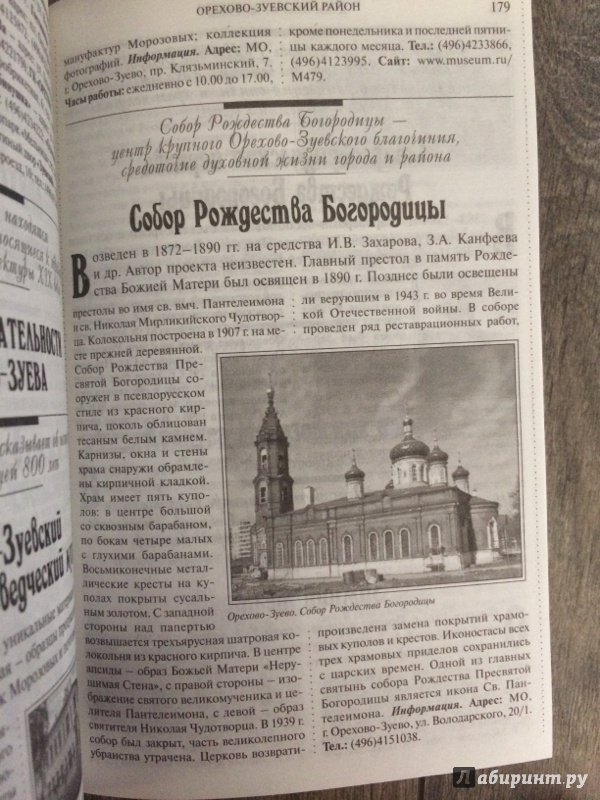 ОРЕХОВО-ЗУЕВСКИЙ РАЙОН
179
мануфактур Морозовых; коллекция
фотографий. Информация. Адрес: МО,
г. Орехово-Зуево, пр. Клязьминский, 7.
Часы работы: ежедневно с 10.00 до 17.00,
кроме понедельника и последней пятни-
цы каждого месяца. Тел.: (496)4233866,
(496)4123995. Сайт: www.museum.ru/
M479.
Собор Рождества Богородицы —
центр крупного Орехово-Зуевского благочиния,
средоточие духовной жизни города и района
Собор Рождества Богородицы
Возведен в 1872–1890 гг. на средства И.В. Захарова, З.А. Канфеева
и др. Автор проекта неизвестен. Главный престол в память Рожде-
ства Божией Матери был освящен в 1890 г. Позднее были освещены
престолы во имя св. вмч. Пантелеимона
и св. Николая Мирликийского Чудотвор-
ца. Колокольня построена в 1907 г. на ме-
сте прежней деревянной.
Собор Рождества Пре-
святой Богородицы соо-
ружен в псевдорусском
стиле из красного кир-
пича, цоколь облицован
тесаным белым камнем.
Карнизы, окна и стены
храма снаружи обрамле-
ны кирпичной кладкой.
Храм имеет пять купо-
лов: в центре большой
со сквозным барабаном,
по бокам четыре малых
с глухими барабанами.
Восьмиконечные метал-
лические кресты на ку-
полах покрыты сусаль-
ным золотом. С западной
стороны над папертью
возвышается трехъярусная шатровая ко-
локольня из красного кирпича. В центре
апсиды – образ Божьей Матери «Неру-
шимая Стена», с правой стороны – изо-
бражение святого великомученика и це-
лителя Пантелеимона, с левой – образ
святителя Николая Чудотворца. В 1939 г.
собор был закрыт, часть великолепного
убранства утрачена. Церковь возврати-
ли верующим в 1943 г. во время Вели-
кой Отечественной войны. В соборе
проведен ряд реставрационных работ,
Орехово-Зуево. Собор Рождества Богородицы
произведена замена покрытий храмо-
вых куполов и крестов. Иконостасы всех
трех храмовых приделов сохранились
с царских времен. Одной из главных
святынь собора Рождества Пресвятой
Богородицы является икона Св. Пан-
телеимона. Информация. Адрес: МО.
г. Орехово-Зуево, ул. Володарского, 20/1.
Тел.: (496)4151038.
Лабиринт.ру